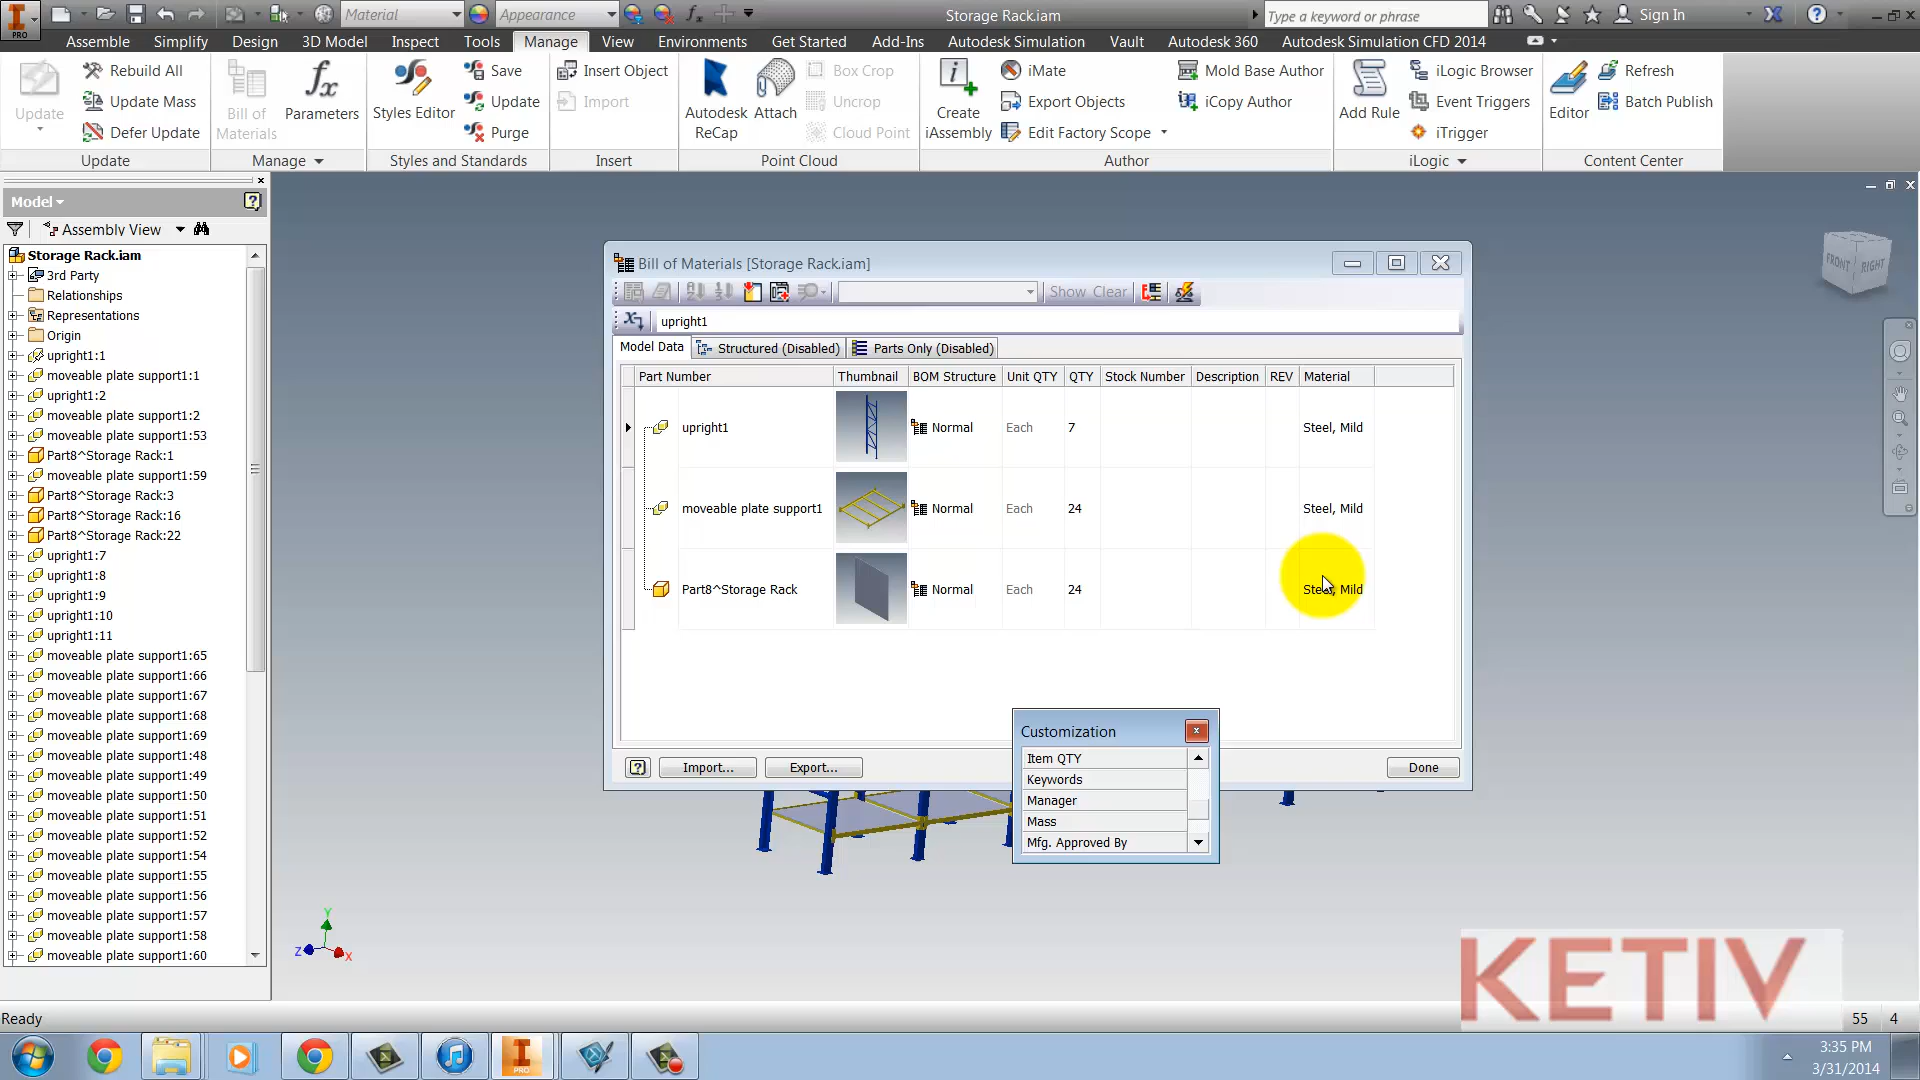 PRO
Material
Appearance
Storage Rack.iam
Type a keyword or phrase
Sign In
Assemble Simplify Design 3D Model Inspect Tools Manage View Environments Get Started Add-Ins Autodesk Simulation Vault Autodesk 360 Autodesk Simulation CFD 2014
Update
Rebuild All
Update Mass
Defer Update
Update
Bill of
Materials
Parameters
Manage
Styles Editor
Save
Update
Purge
Styles and Standards
Insert Object
Import
Insert
Autodesk
ReCap
Attach
Box Crop
Uncrop
Cloud Point
Point Cloud
Create
iAssembly
iMate
Export Objects
Edit Factory Scope
Mold Base Author
iCopy Author
Author
Add Rule
iLogic Browser
Event Triggers
iTrigger
iLogic
Editor
Refresh
Batch Publish
Content Center
Model
Assembly View
Storage Rack.iam
3rd Party
Relationships
Representations
Origin
upright1:1
moveable plate support1:1
upright1:2
moveable plate support1:2
moveable plate support1:53
Part8^Storage Rack:1
moveable plate support1:59
Part8^Storage Rack:3
Part8^Storage Rack:16
Part8^Storage Rack:22
upright1:7
upright1:8
upright1:9
upright1:10
upright1:11
moveable plate support1:65
moveable plate support1:66
moveable plate support1:67
moveable plate support1:68
moveable plate support1:69
moveable plate support1:48
moveable plate support1:49
moveable plate support1:50
moveable plate support1:51
moveable plate support1:52
moveable plate support1:54
moveable plate support1:55
moveable plate support1:56
moveable plate support1:57
moveable plate support1:58
moveable plate support1:60
FRONT RIGHT
Bill of Materials [Storage Rack.iam]
Show Clear
upright1
Model Data Structured (Disabled) Parts Only (Disabled)
Part Number Thumbnail BOM Structure Unit QTY QTY Stock Number Description REV Material
upright1 Normal Each 7 Steel, Mild
moveable plate support1 Normal Each 24 Steel, Mild
Part8^Storage Rack Normal Each 24 Steel, Mild
Import... Export... Done
Customization
Item QTY
Keywords
Manager
Mass
Mfg. Approved By
Y
Z
X
KETIV
Ready
55 4
PRO
3:35 PM
3/31/2014